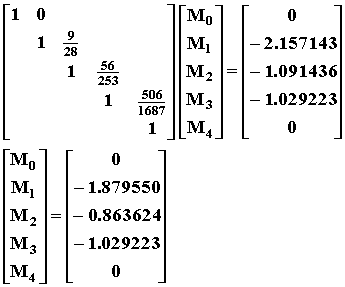 [1 0
1 9/28
1 56/253
1 506/1687
1] [M₀
M₁
M₂
M₃
M₄] = [0
−2.157143
−1.091436
−1.029223
0]
[M₀
M₁
M₂
M₃
M₄] = [0
−1.879550
−0.863624
−1.029223
0]